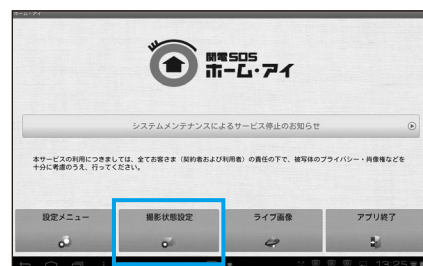 ホーム・アイ
関電SOS
ホーム・アイ
システムメンテナンスによるサービス停止のお知らせ
本サービスの利用につきましては、全てお客さま（契約者および利用者）の責任の下で、被写体のプライバシー・肖像権などを
十分に考慮のうえ、行ってください。
設定メニュー
撮影状態設定
ライブ画像
アプリ終了
13:25